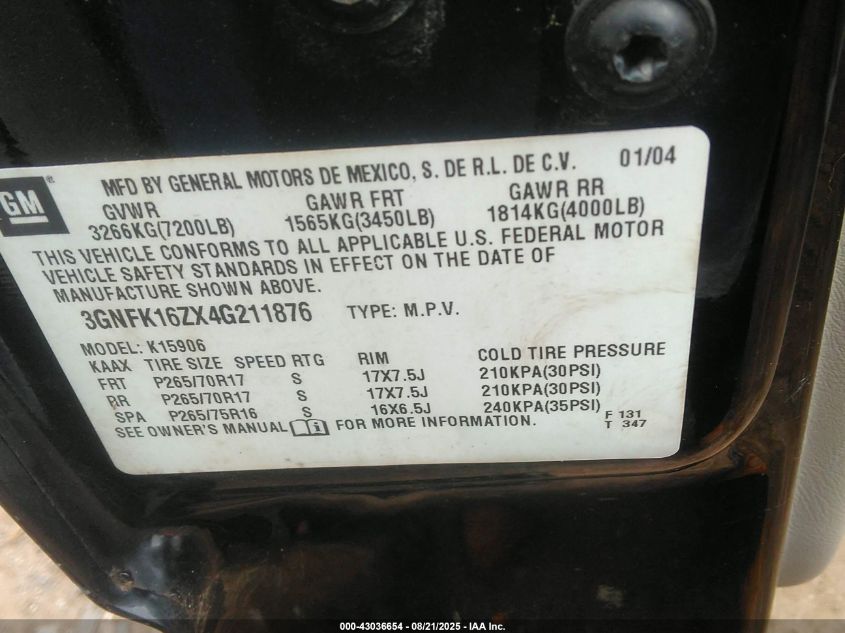 GM®
MFD BY GENERAL MOTORS DE MEXICO, S. DE R.L. DE C.V. 01/04
GVWR GAWR FRT GAWR RR
3266KG(7200LB) 1565KG(3450LB) 1814KG(4000LB)
THIS VEHICLE CONFORMS TO ALL APPLICABLE U.S. FEDERAL MOTOR
VEHICLE SAFETY STANDARDS IN EFFECT ON THE DATE OF
MANUFACTURE SHOWN ABOVE.
3GNFK16ZX4G211876 TYPE: M.P.V.
MODEL: K15906
KAAX TIRE SIZE SPEED RTG RIM COLD TIRE PRESSURE
FRT P265/70R17 S 17X7.5J 210KPA(30PSI)
RR P265/70R17 S 17X7.5J 210KPA(30PSI)
SPA P265/75R16 S 16X6.5J 240KPA(35PSI) F 131
SEE OWNER'S MANUAL FOR MORE INFORMATION. T 347
000-43036654 - 08/21/2025 - IAA Inc.